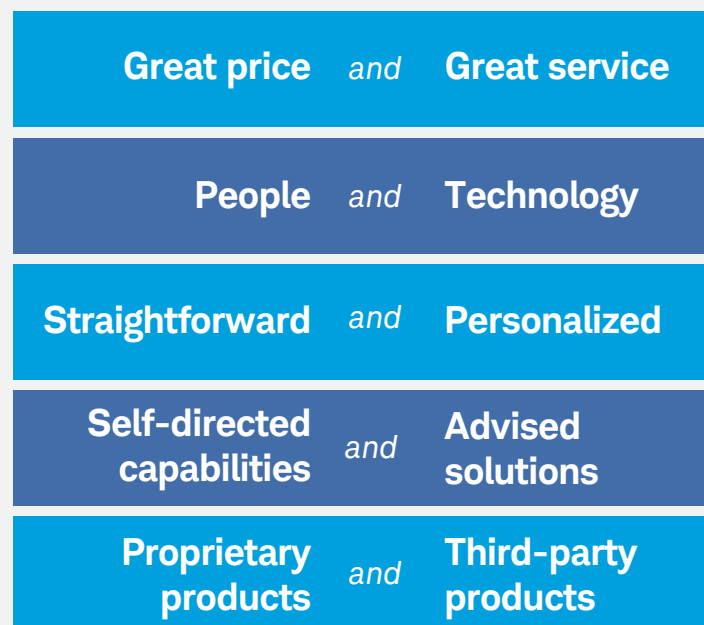 Great price and Great service
People and Technology
Straightforward and Personalized
Self-directed capabilities and Advised solutions
Proprietary products and Third-party products